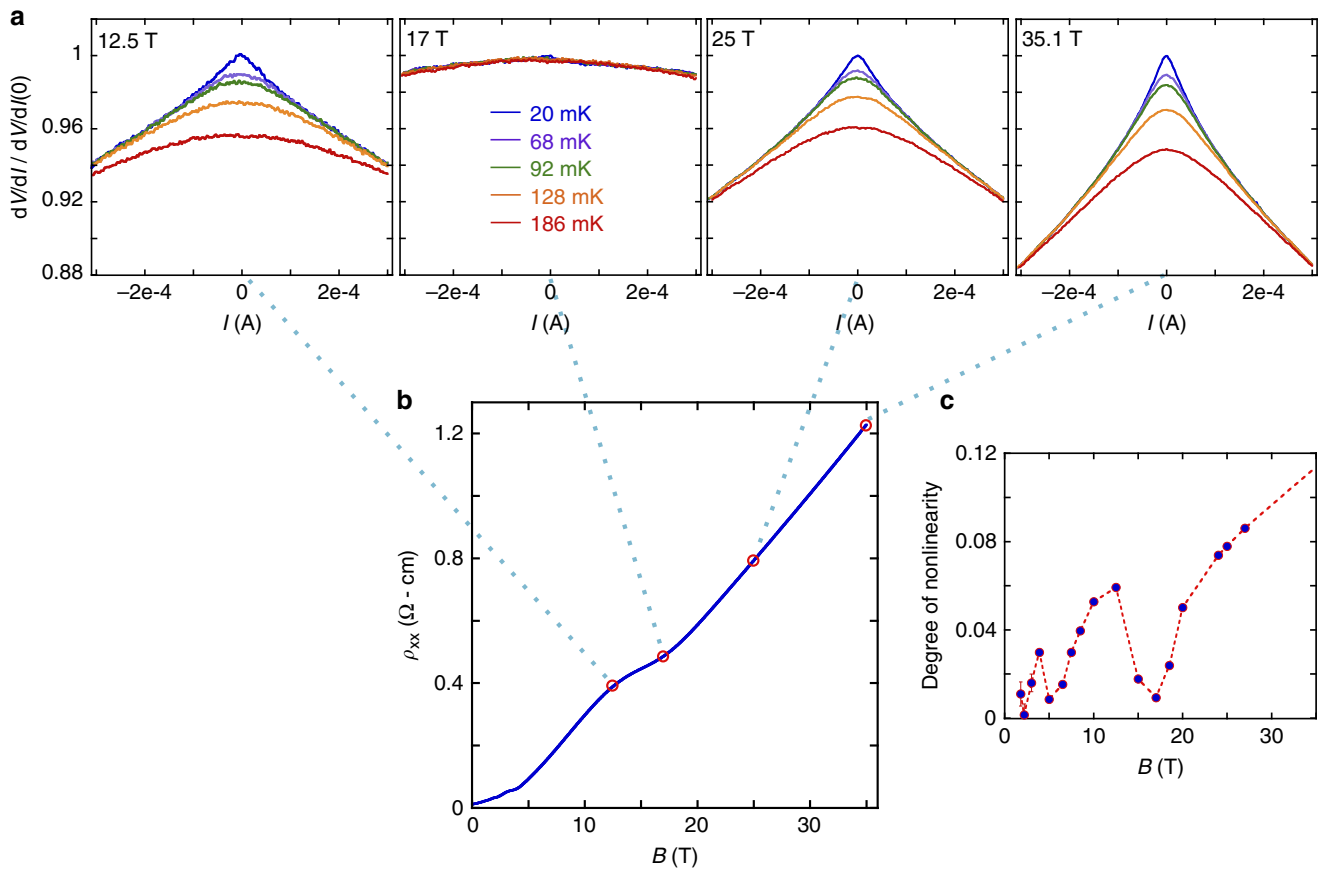 a
12.5 T
17 T
25 T
35.1 T
dV/dI / dV/dI(0)
1
0.96
0.92
0.88
20 mK
68 mK
92 mK
128 mK
186 mK
−2e-4 0 2e-4
−2e-4 0 2e-4
−2e-4 0 2e-4
−2e-4 0 2e-4
I (A)
I (A)
I (A)
I (A)
b
ρxx (Ω - cm)
1.2
0.8
0.4
0
0 10 20 30
B (T)
c
Degree of nonlinearity
0.12
0.08
0.04
0
0 10 20 30
B (T)